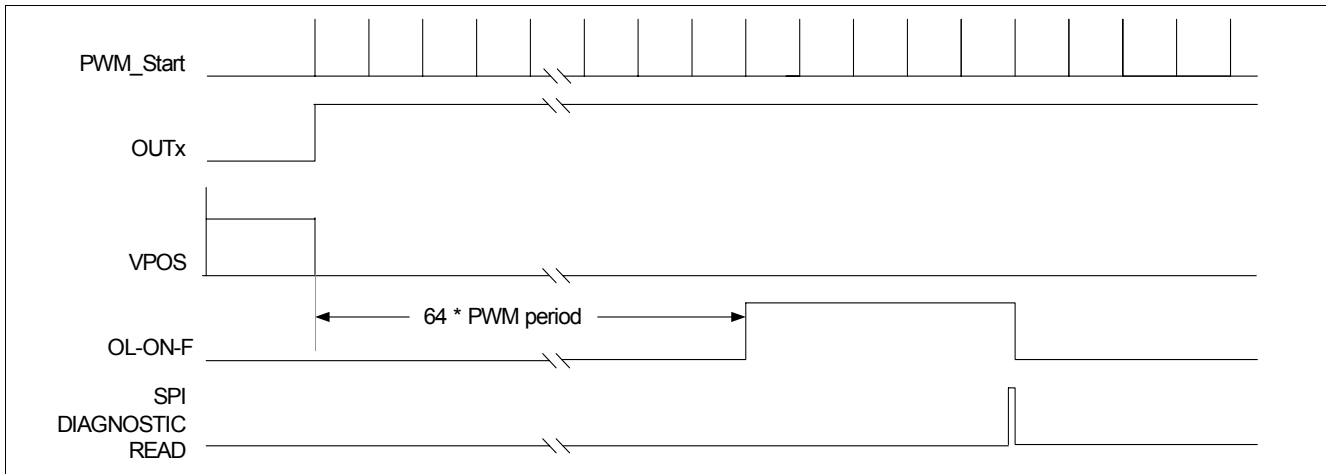 PWM_Start
OUTx
VPOS
64 * PWM period
OL-ON-F
SPI
DIAGNOSTIC
READ